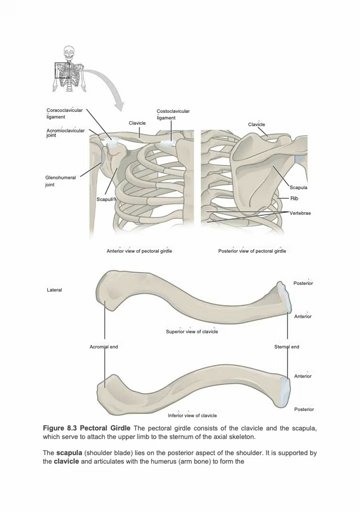 Coracoclavicular
ligament
Acromioclavicular
joint
Clavicle
Costoclavicular
ligament
Clavicle
Glenohumeral
joint
Scapula
Scapula
Rib
Vertebrae
Anterior view of pectoral girdle
Posterior view of pectoral girdle
Lateral
Posterior
Anterior
Superior view of clavicle
Acromial end
Sternal end
Anterior
Posterior
Inferior view of clavicle
Figure 8.3 Pectoral Girdle The pectoral girdle consists of the clavicle and the scapula,
which serve to attach the upper limb to the sternum of the axial skeleton.
The scapula (shoulder blade) lies on the posterior aspect of the shoulder. It is supported by
the clavicle and articulates with the humerus (arm bone) to form the